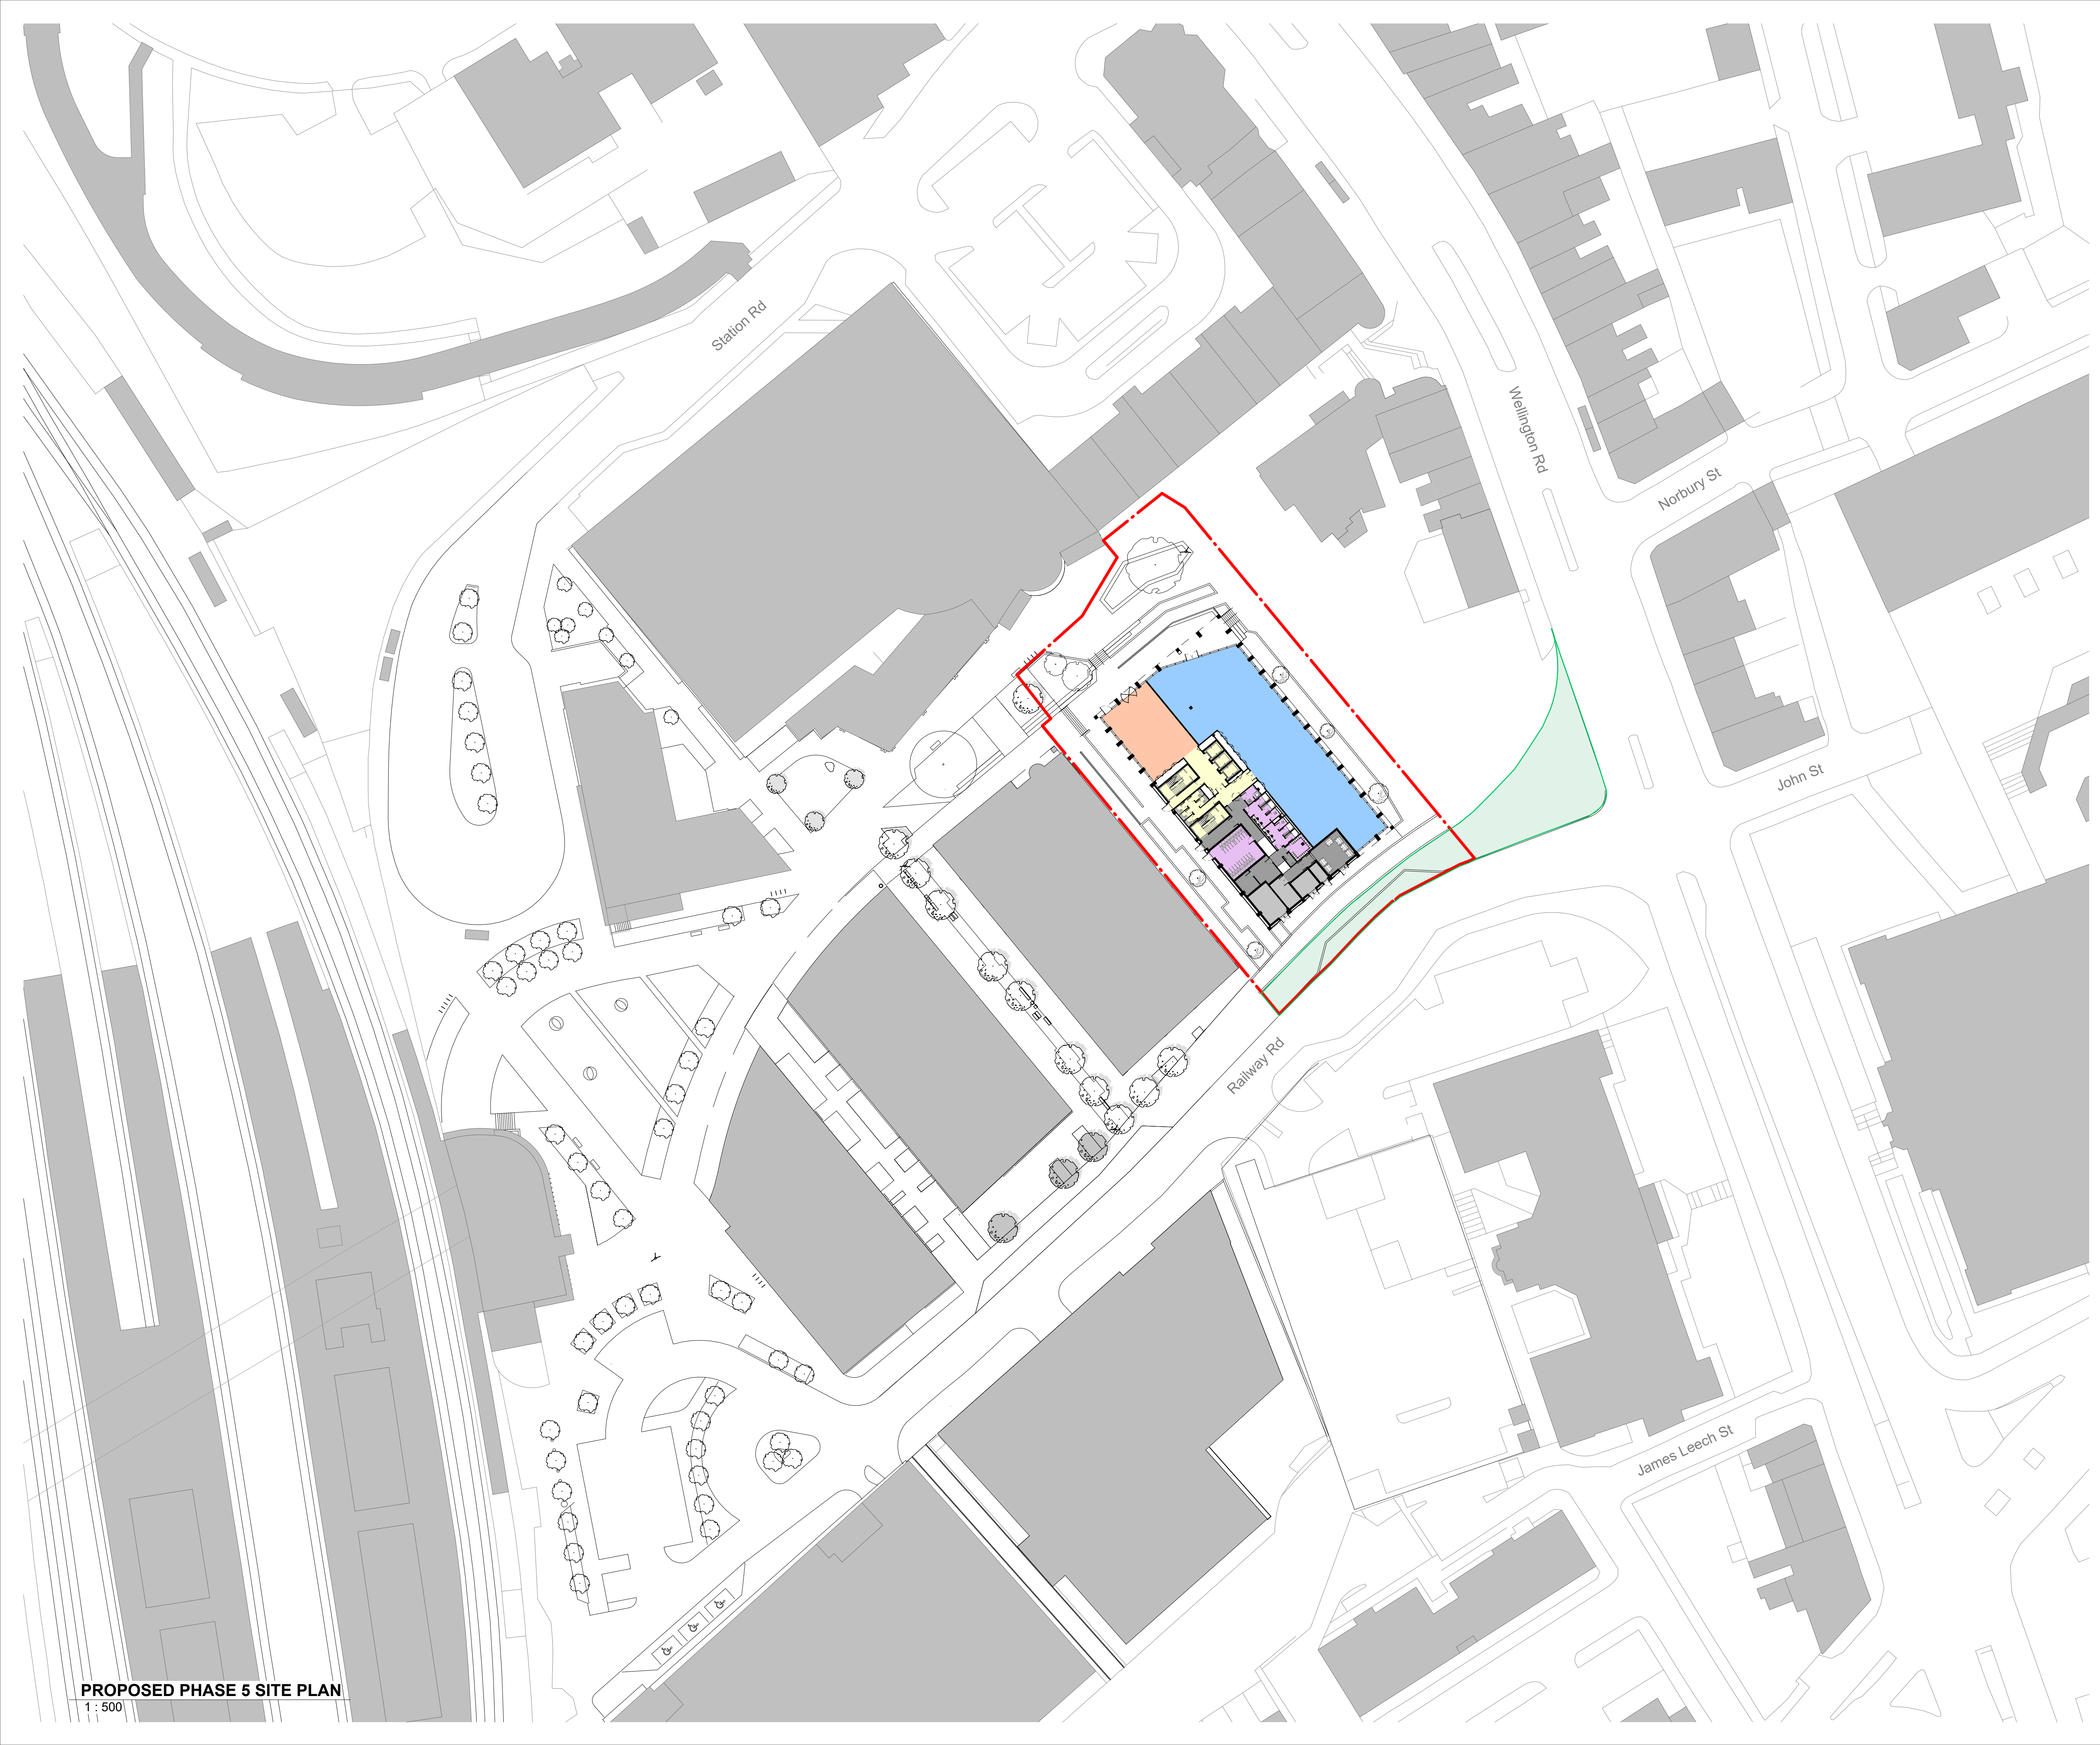 Station Rd
Wellington Rd
Norbury St
John St
Railway Rd
James Leech St
PROPOSED PHASE 5 SITE PLAN
1 : 500